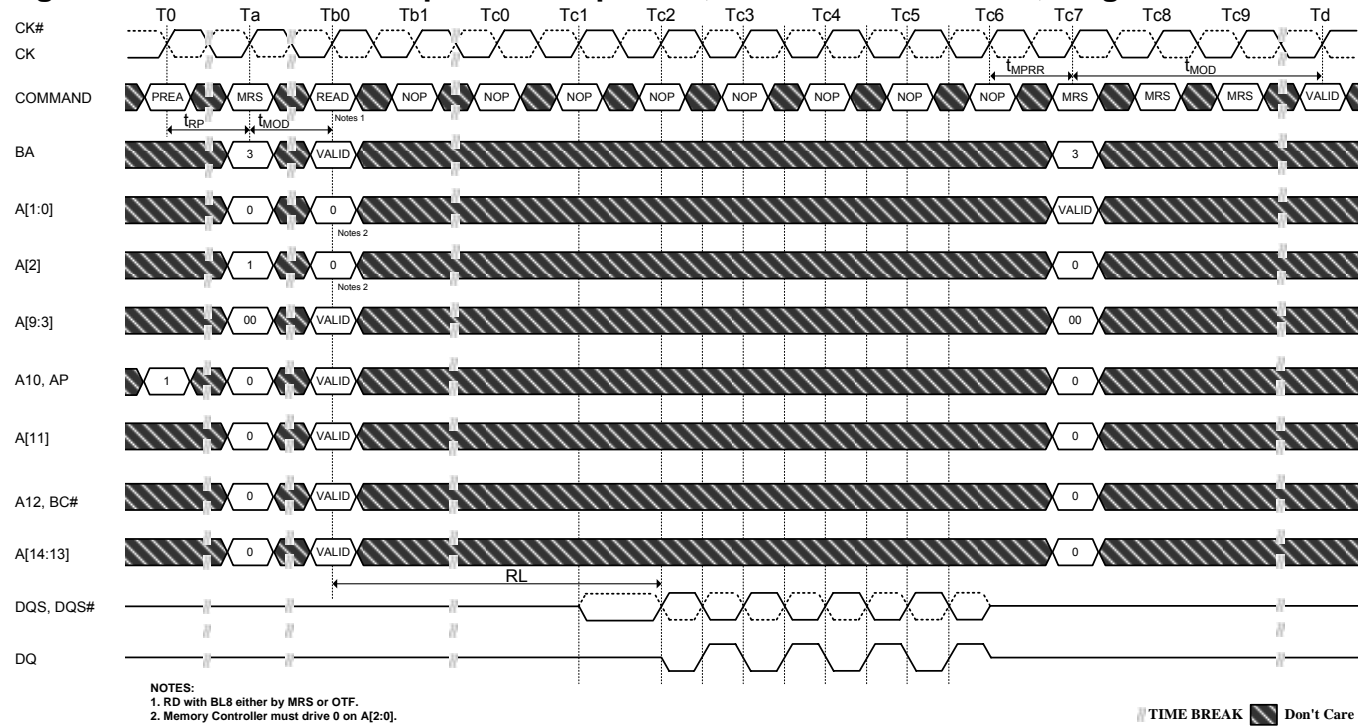 T0 Ta Tb0 Tb1 Tc0 Tc1 Tc2 Tc3 Tc4 Tc5 Tc6 Tc7 Tc8 Tc9 Td
CK#
CK
tMPRR tMOD
COMMAND PREA MRS READ NOP NOP NOP NOP NOP NOP NOP NOP MRS MRS MRS VALID
Notes 1
tRP tMOD
BA 3 VALID 3
A[1:0] 0 0 VALID
Notes 2
A[2] 1 0 0
Notes 2
A[9:3] 00 VALID 00
A10, AP 1 0 VALID 0
A[11] 0 VALID 0
A12, BC# 0 VALID 0
A[14:13] 0 VALID 0
RL
DQS, DQS#
DQ
NOTES:
1. RD with BL8 either by MRS or OTF.
2. Memory Controller must drive 0 on A[2:0].
TIME BREAK Don't Care